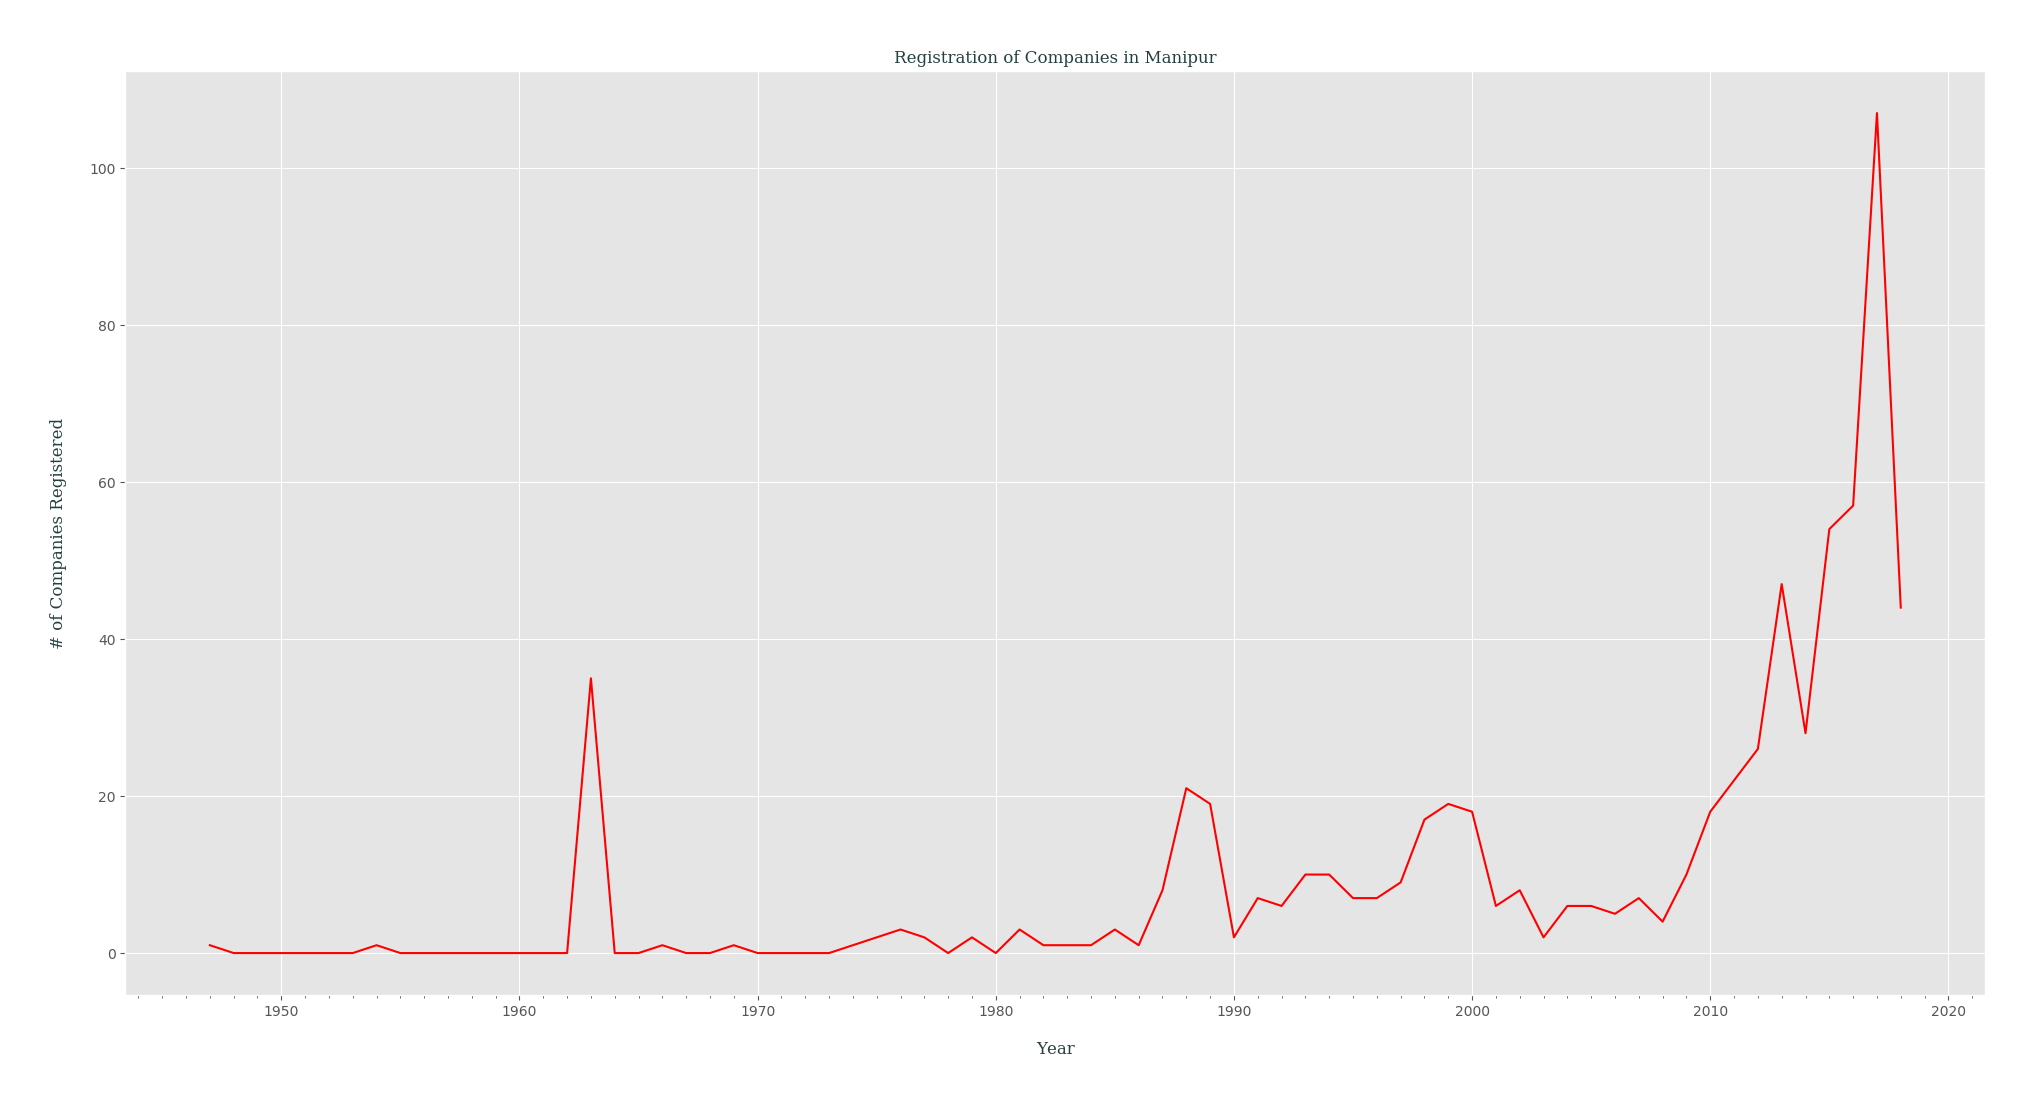 Registration of Companies in Manipur
# of Companies Registered
100
80
60
40
20
0
1950 1960 1970 1980 1990 2000 2010 2020
Year